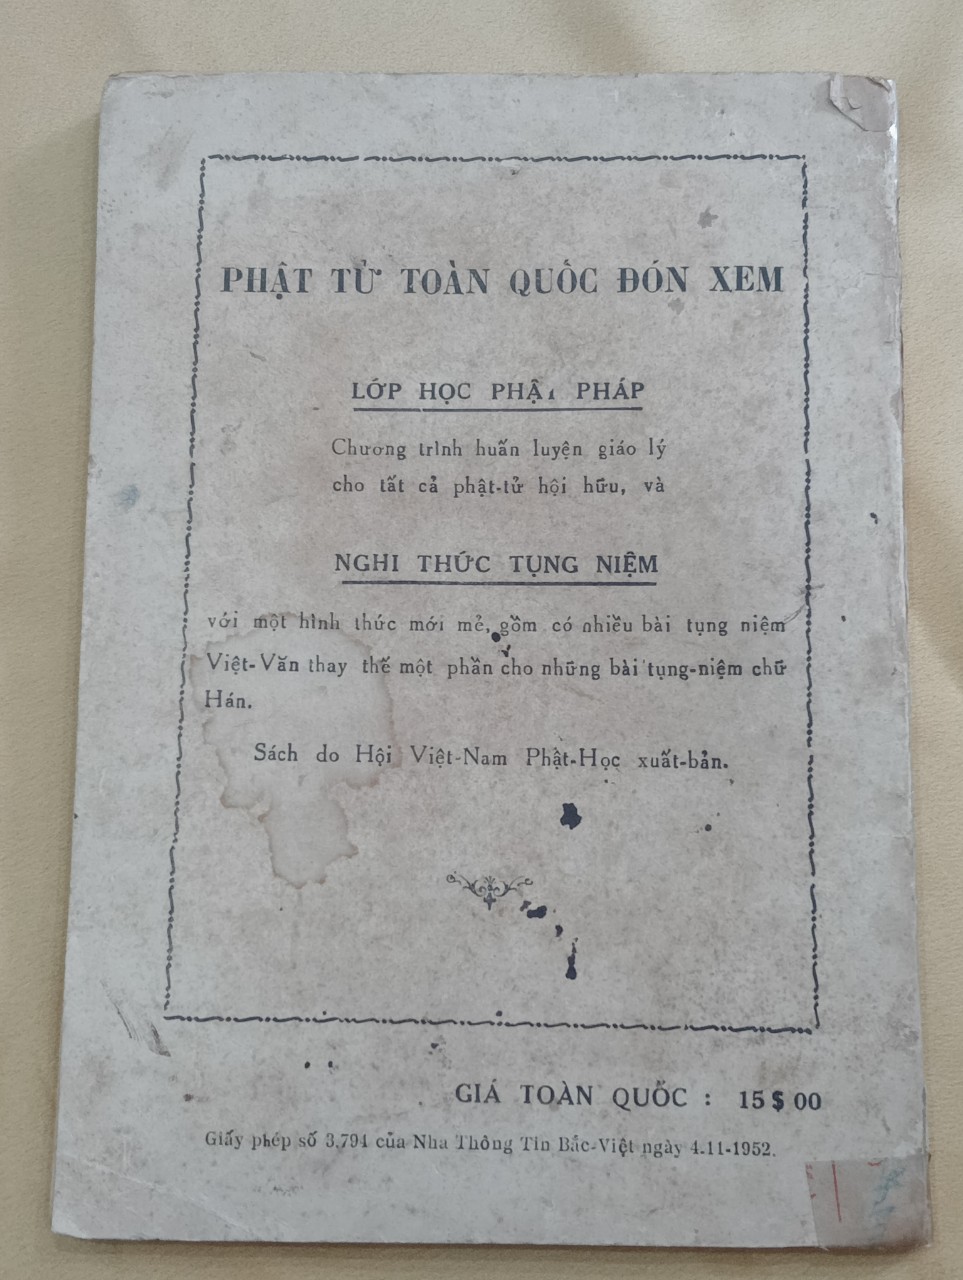 PHẬT TỬ TOÀN QUỐC ĐÓN XEM
LỚP HỌC PHẬT PHÁP
Chương trình huấn luyện giáo lý
cho tất cả phật-tử hội hữu, và
NGHI THỨC TỤNG NIỆM
với một hình thức mới mẻ, gồm có nhiều bài tụng niệm
Việt-Văn thay thế một phần cho những bài tụng-niệm chữ
Hán.
Sách do Hội Việt-Nam Phật-Học xuất-bản.
GIÁ TOÀN QUỐC : 15$00
Giấy phép số 3.794 của Nha Thông Tin Bắc-Việt ngày 4.11-1952.